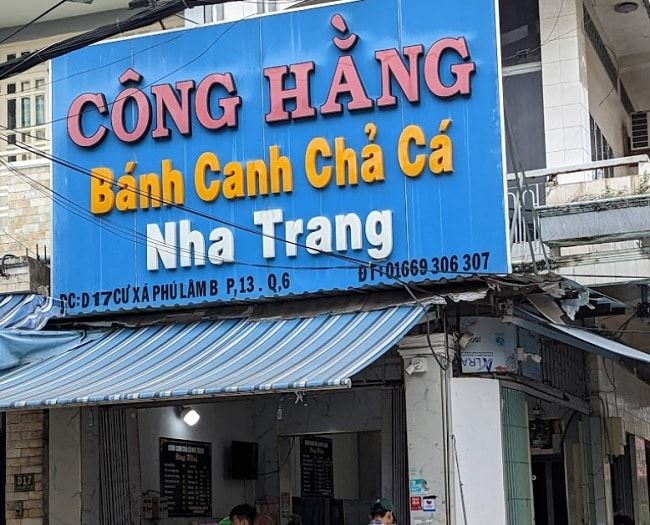 CÔNG HẰNG
Bánh Canh Chả Cá
Nha Trang
ĐC:D17 CƯ XÁ PHÚ LÂM B P,13 . Q,6 ĐT:01669 306 307
D17